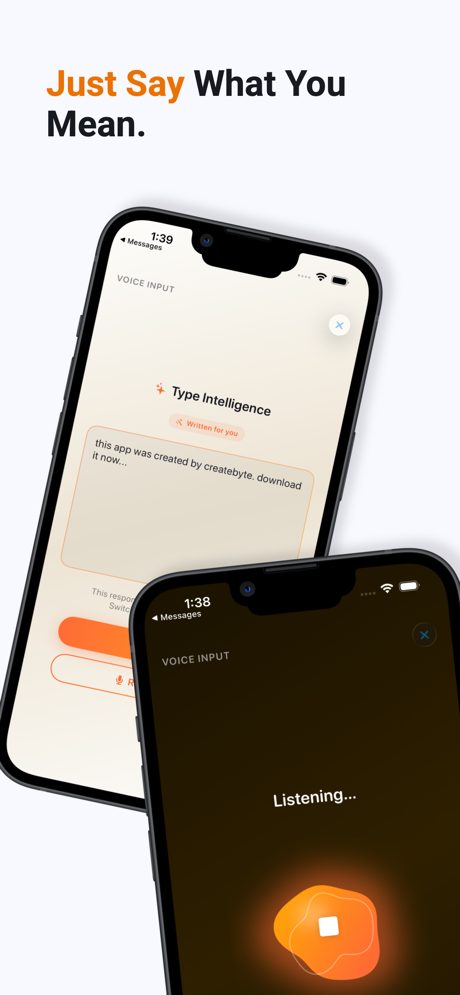 Just Say What You
Mean.
1:39
Messages
VOICE INPUT
Type Intelligence
Written for you
this app was created by createbyte. download
it now...
This
Switc
R
1:38
Messages
VOICE INPUT
Listening...